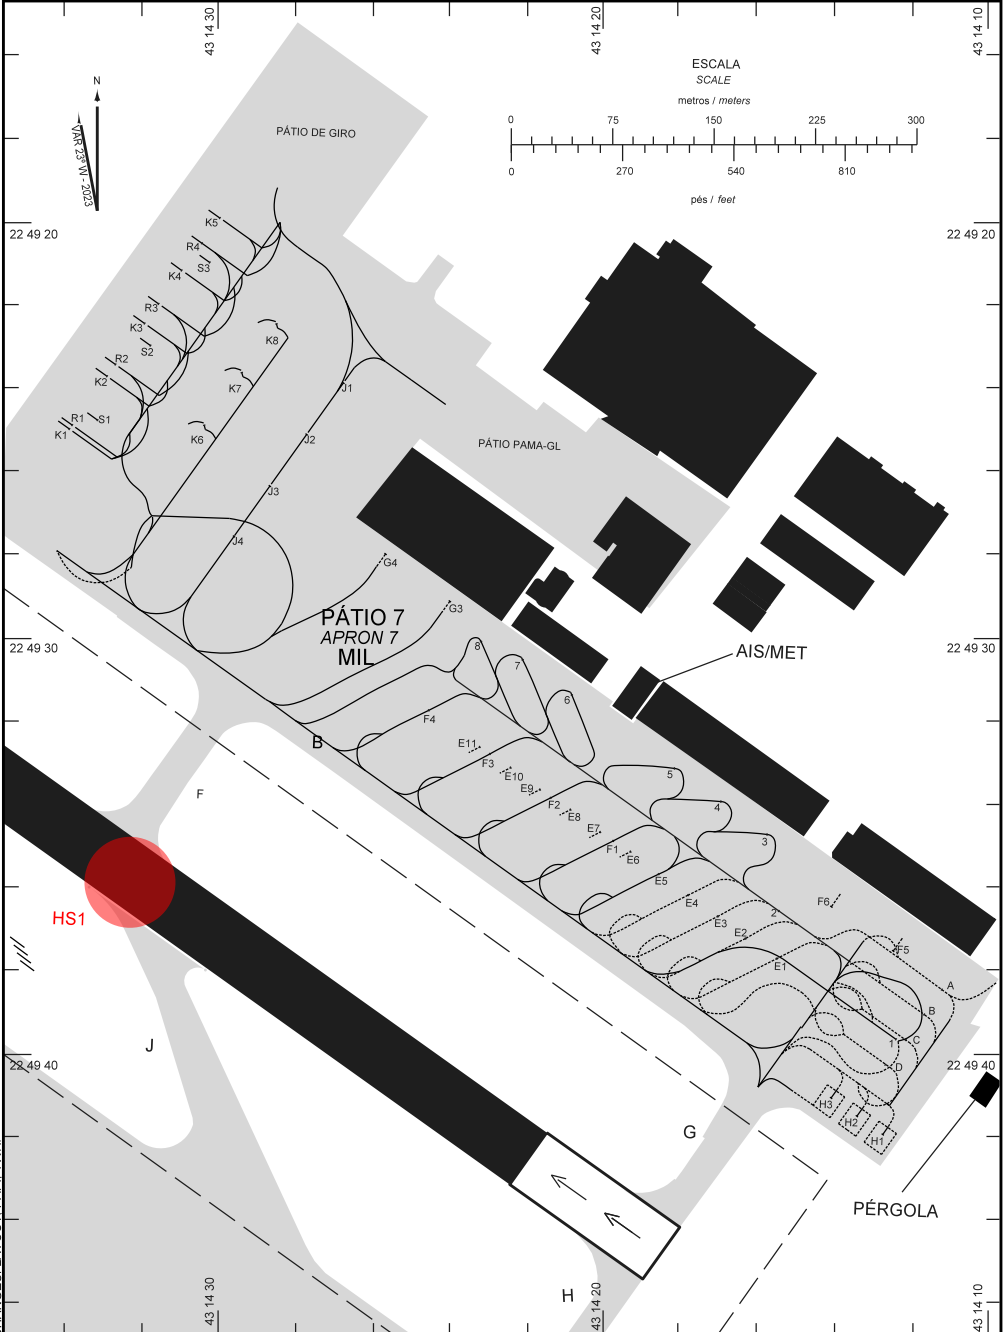 43 14 30
43 14 20
43 14 10
ESCALA
SCALE
metros / meters
0 75 150 225 300
0 270 540 810
pés / feet
N
VAR 23° W - 2023
PÁTIO DE GIRO
22 49 20
22 49 20
K5
R4
S3
K4
R3
K3
S2
R2
K2
R1
S1
K1
K8
K7
K6
J1
J2
J3
J4
PÁTIO PAMA-GL
G4
G3
PÁTIO 7
APRON 7
MIL
22 49 30
22 49 30
AIS/MET
8
7
6
5
4
3
2
1
B
F4
E11
F3
E10
E9
F2
E8
E7
F1
E6
E5
E4
E3
E2
E1
F6
F5
A
B
C
D
H3
H2
H1
F
HS1
J
22 49 40
22 49 40
G
PÉRGOLA
H
43 14 30
43 14 20
43 14 10